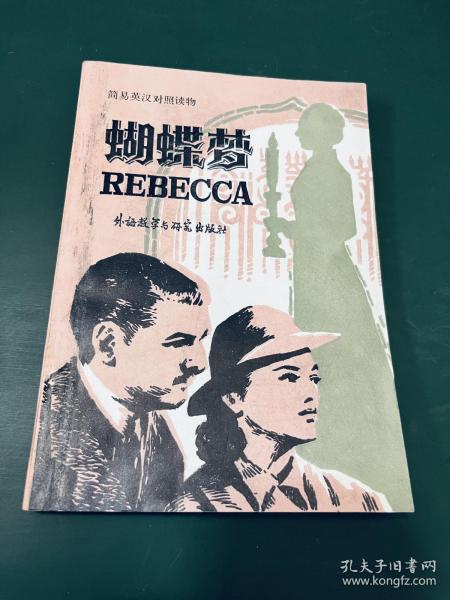 简易英汉对照读物
蝴蝶梦
REBECCA
外语教学与研究出版社
孔夫子旧书网
www.kongfz.com